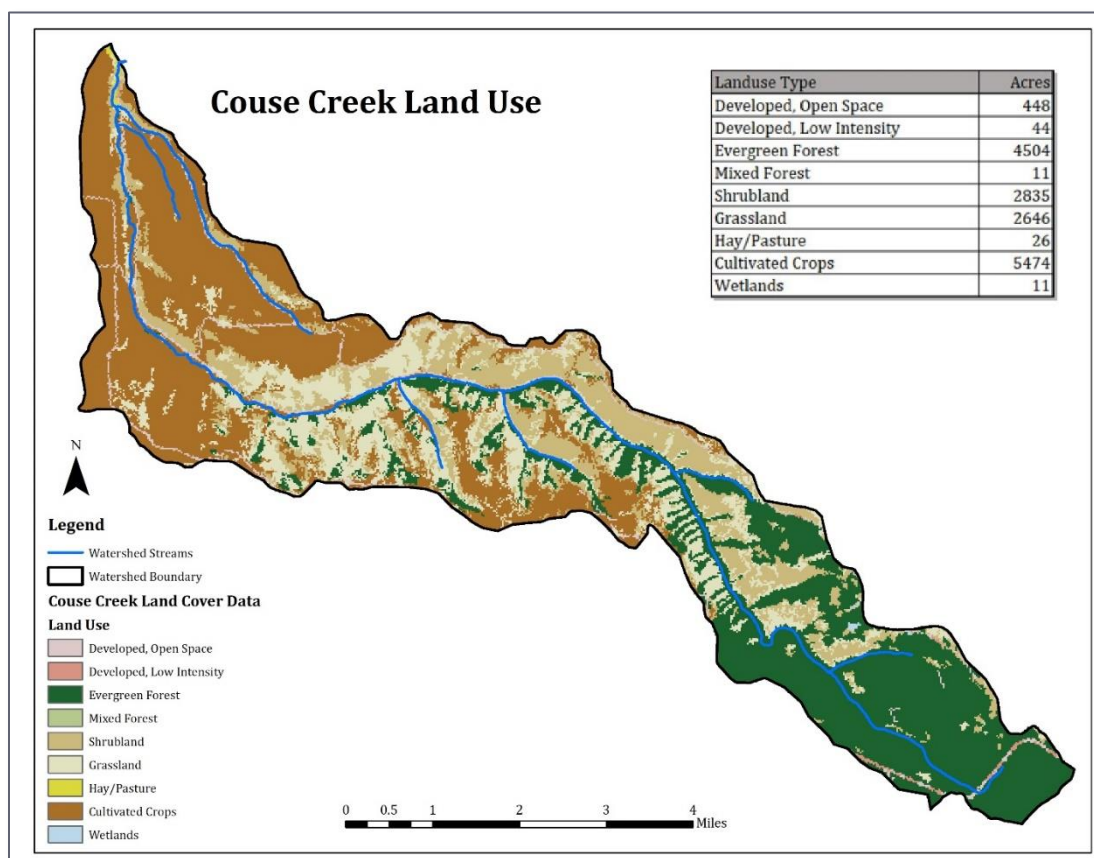 Couse Creek Land Use
Landuse Type Acres
Developed, Open Space 448
Developed, Low Intensity 44
Evergreen Forest 4504
Mixed Forest 11
Shrubland 2835
Grassland 2646
Hay/Pasture 26
Cultivated Crops 5474
Wetlands 11
N
Legend
Watershed Streams
Watershed Boundary
Couse Creek Land Cover Data
Land Use
Developed, Open Space
Developed, Low Intensity
Evergreen Forest
Mixed Forest
Shrubland
Grassland
Hay/Pasture
Cultivated Crops
Wetlands
0 0.5 1 2 3 4
Miles